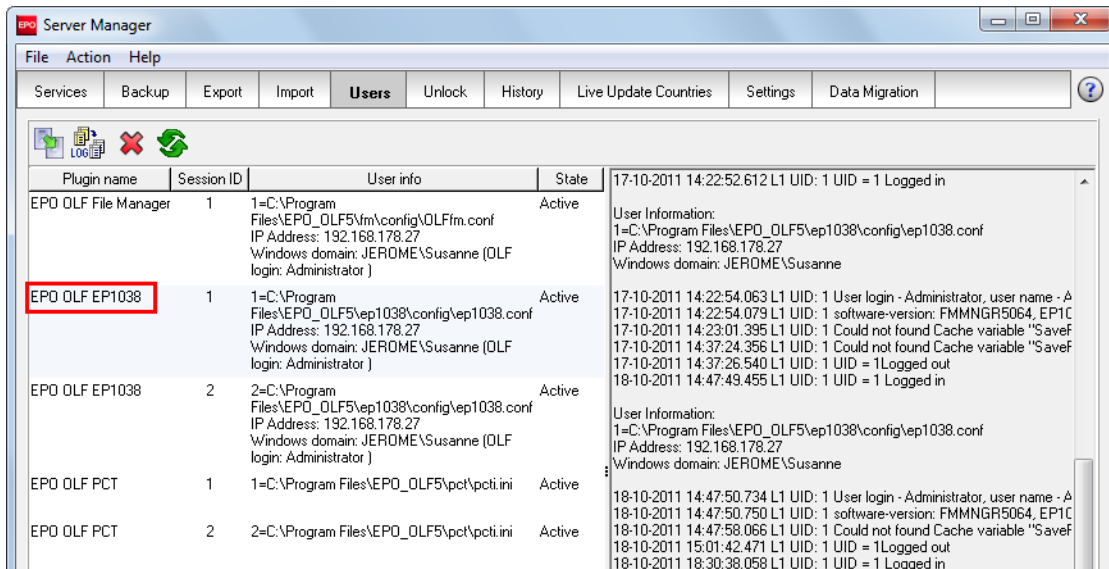 EPO Server Manager
File Action Help
Services Backup Export Import Users Unlock History Live Update Countries Settings Data Migration ?
LOG
Plugin name Session ID User info State
EPO OLF File Manager 1 1=C:\Program Active
Files\EPO_OLF5\fm\config\OLFfm.conf
IP Address: 192.168.178.27
Windows domain: JEROME\Susanne (OLF
login: Administrator )
EPO OLF EP1038 1 1=C:\Program Active
Files\EPO_OLF5\ep1038\config\ep1038.conf
IP Address: 192.168.178.27
Windows domain: JEROME\Susanne (OLF
login: Administrator )
EPO OLF EP1038 2 2=C:\Program Active
Files\EPO_OLF5\ep1038\config\ep1038.conf
IP Address: 192.168.178.27
Windows domain: JEROME\Susanne (OLF
login: Administrator )
EPO OLF PCT 1 1=C:\Program Files\EPO_OLF5\pct\pcti.ini Active
EPO OLF PCT 2 2=C:\Program Files\EPO_OLF5\pct\pcti.ini Active
17-10-2011 14:22:52.612 L1 UID: 1 UID = 1 Logged in
User Information:
1=C:\Program Files\EPO_OLF5\ep1038\config\ep1038.conf
IP Address: 192.168.178.27
Windows domain: JEROME\Susanne
17-10-2011 14:22:54.063 L1 UID: 1 User login - Administrator, user name - A
17-10-2011 14:22:54.079 L1 UID: 1 software-version: FMMNGR5064, EP1C
17-10-2011 14:23:01.395 L1 UID: 1 Could not found Cache variable "SaveF
17-10-2011 14:37:24.356 L1 UID: 1 Could not found Cache variable "SaveF
17-10-2011 14:37:26.540 L1 UID: 1 UID = 1Logged out
18-10-2011 14:47:49.455 L1 UID: 1 UID = 1 Logged in
User Information:
1=C:\Program Files\EPO_OLF5\ep1038\config\ep1038.conf
IP Address: 192.168.178.27
Windows domain: JEROME\Susanne
18-10-2011 14:47:50.734 L1 UID: 1 User login - Administrator, user name - A
18-10-2011 14:47:50.750 L1 UID: 1 software-version: FMMNGR5064, EP1C
18-10-2011 14:47:58.066 L1 UID: 1 Could not found Cache variable "SaveF
18-10-2011 15:01:42.471 L1 UID: 1 UID = 1Logged out
18-10-2011 18:30:38.058 L1 UID: 1 UID = 1 Logged in